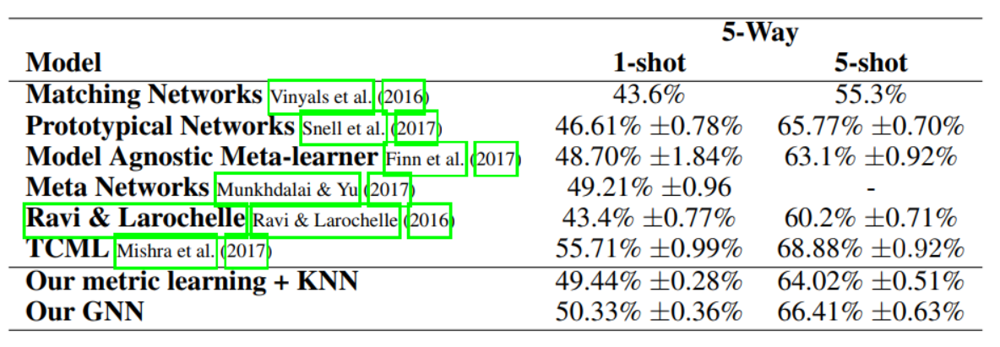 5-Way
Model 1-shot 5-shot
Matching Networks Vinyals et al. (2016) 43.6% 55.3%
Prototypical Networks Snell et al. (2017) 46.61% ±0.78% 65.77% ±0.70%
Model Agnostic Meta-learner Finn et al. (2017) 48.70% ±1.84% 63.1% ±0.92%
Meta Networks Munkhdalai & Yu (2017) 49.21% ±0.96 -
Ravi & Larochelle Ravi & Larochelle (2016) 43.4% ±0.77% 60.2% ±0.71%
TCML Mishra et al. (2017) 55.71% ±0.99% 68.88% ±0.92%
Our metric learning + KNN 49.44% ±0.28% 64.02% ±0.51%
Our GNN 50.33% ±0.36% 66.41% ±0.63%